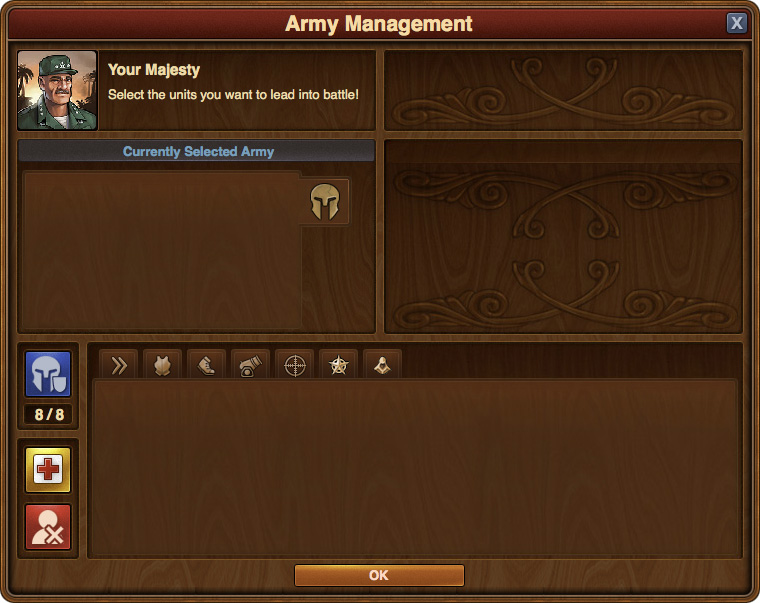 Army Management
X
Your Majesty
Select the units you want to lead into battle!
Currently Selected Army
8/8
OK